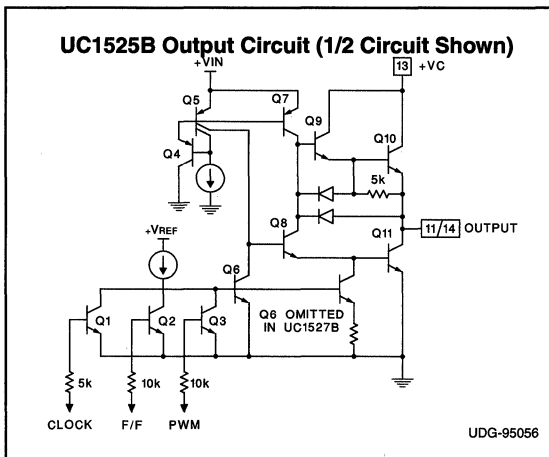 UC1525B Output Circuit (1/2 Circuit Shown)
+VIN
13 +VC
Q5
Q7
Q9
Q10
Q4
5k
+VREF
Q8
Q11
11/14 OUTPUT
Q6
Q1
Q2
Q3
Q6 OMITTED
IN UC1527B
5k
10k
10k
CLOCK
F/F
PWM
UDG-95056